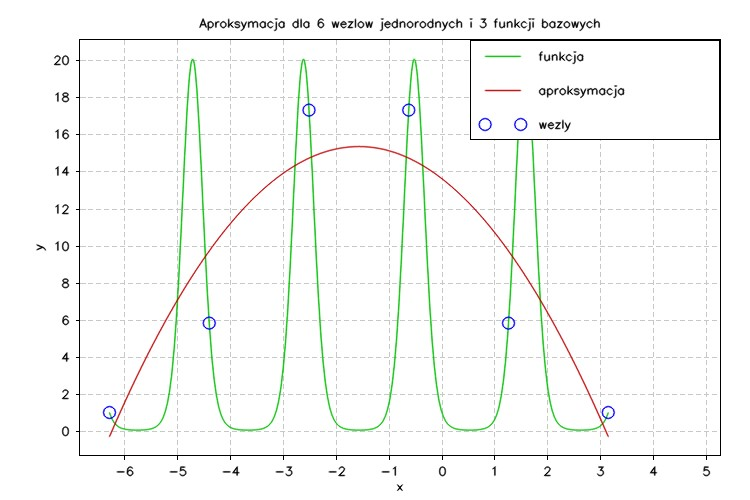 Aproksymacja dla 6 wezlow jednorodnych i 3 funkcji bazowych
funkcja
aproksymacja
wezly
20
18
16
14
12
10
8
6
4
2
0
y
−6 −5 −4 −3 −2 −1 0 1 2 3 4 5
x